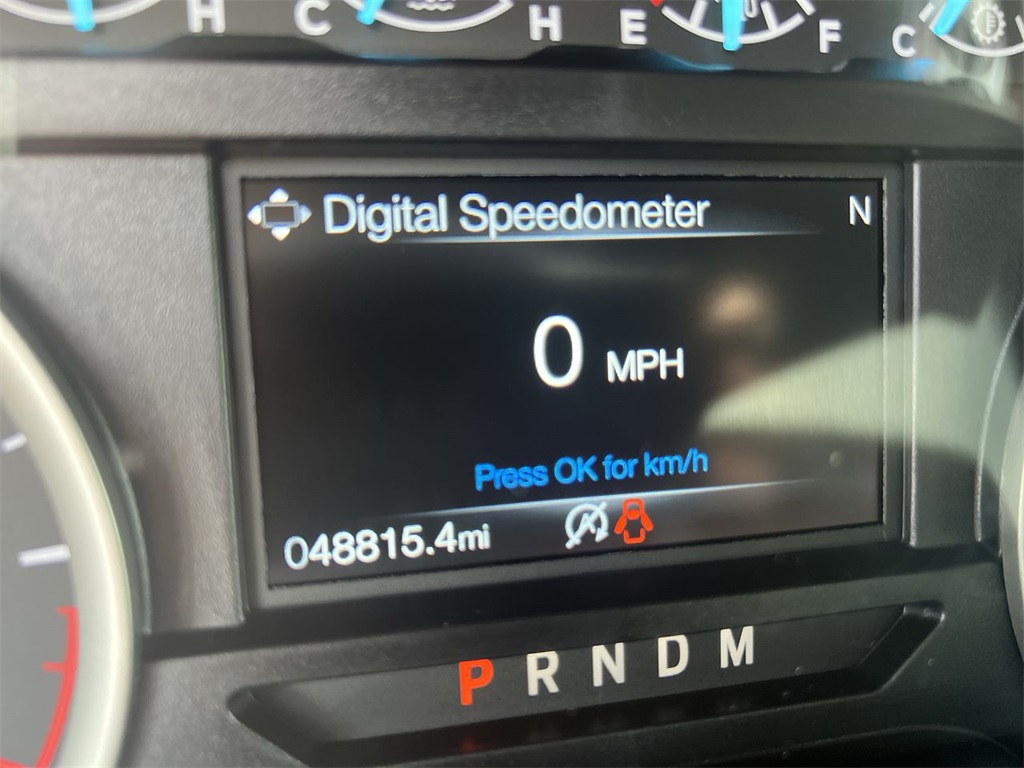 H C H E F C
Digital Speedometer N
0 MPH
Press OK for km/h
048815.4mi
P R N D M